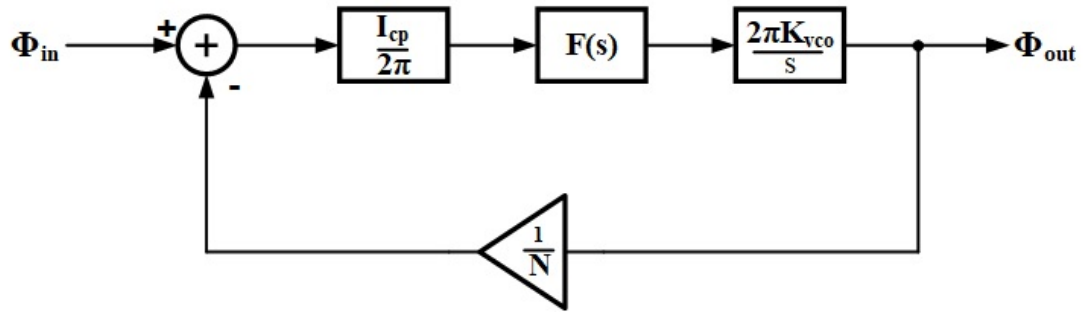 Φin + + - Icp/2π F(s) 2πKvco/s Φout
1/N